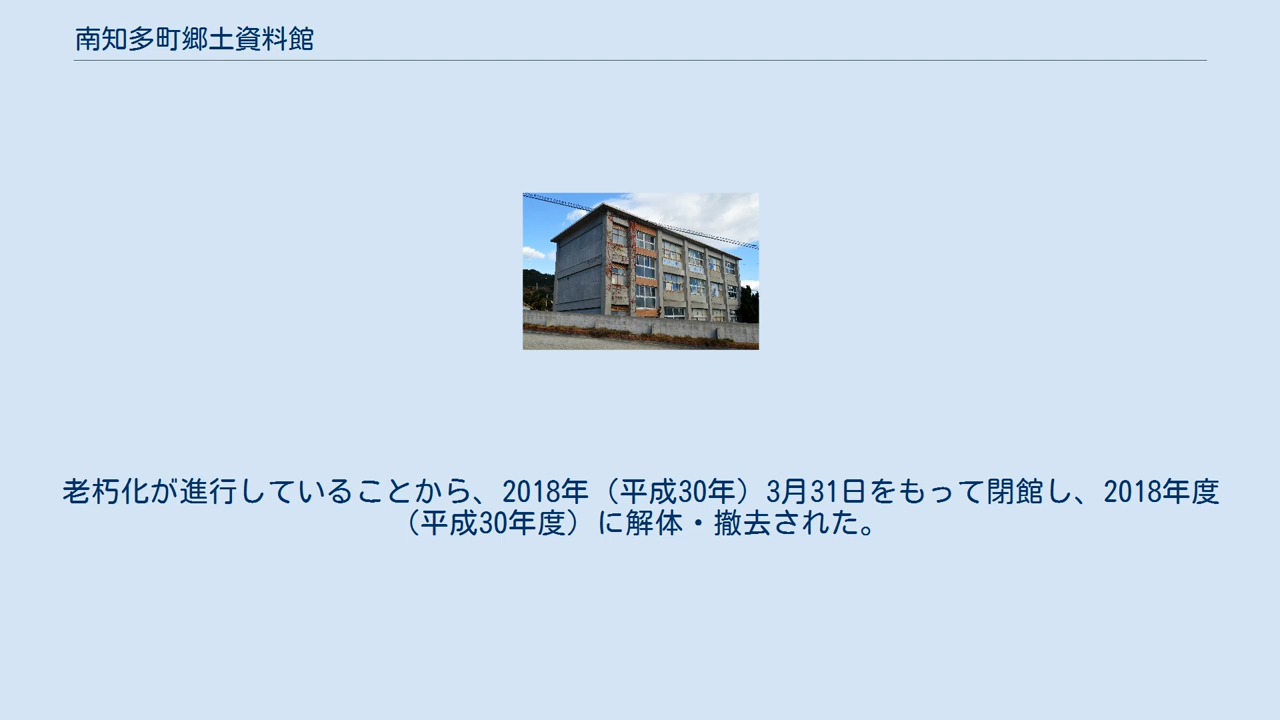 南知多町郷土資料館
老朽化が進行していることから、2018年（平成30年）3月31日をもって閉館し、2018年度
（平成30年度）に解体・撤去された。